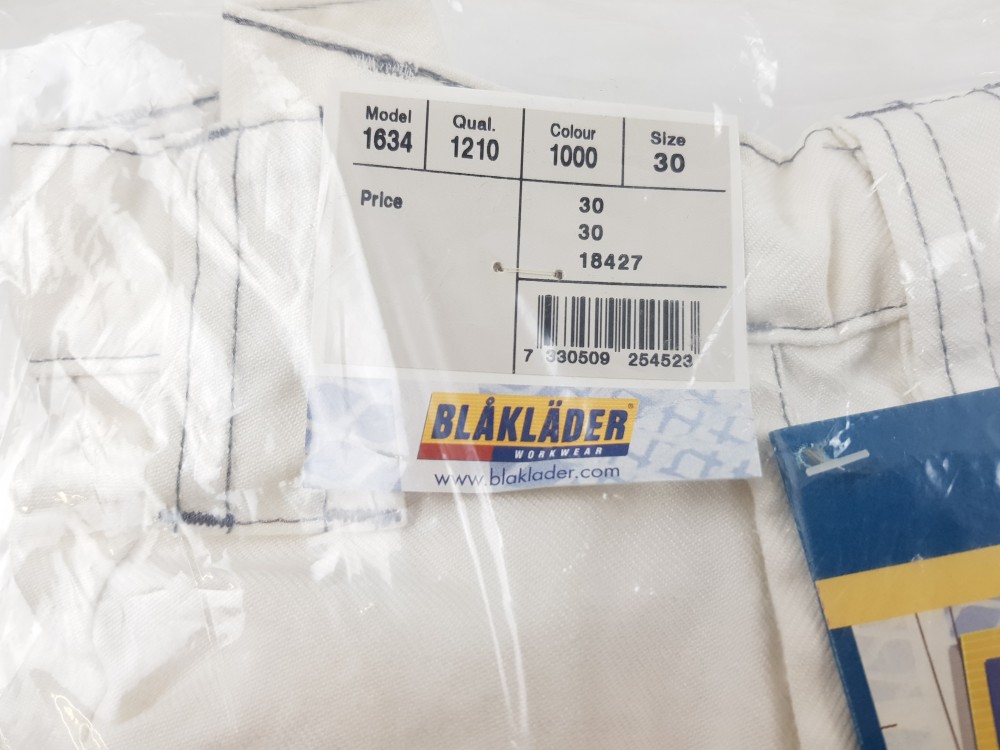 Model Qual. Colour Size
1634 1210 1000 30
Price
30
30
18427
7 330509 254523
BLÅKLÄDER
WORKWEAR
www.blaklader.com